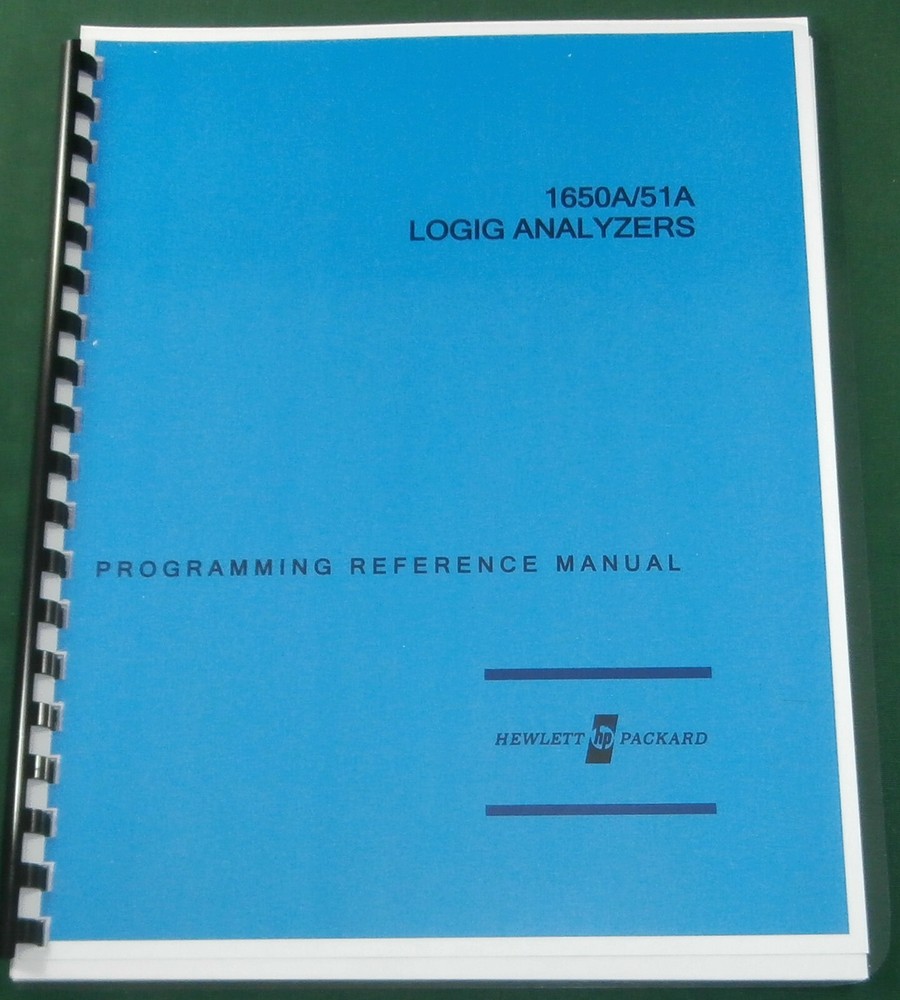 1650A/51A
LOGIG ANALYZERS
PROGRAMMING REFERENCE MANUAL
HEWLETT hp PACKARD